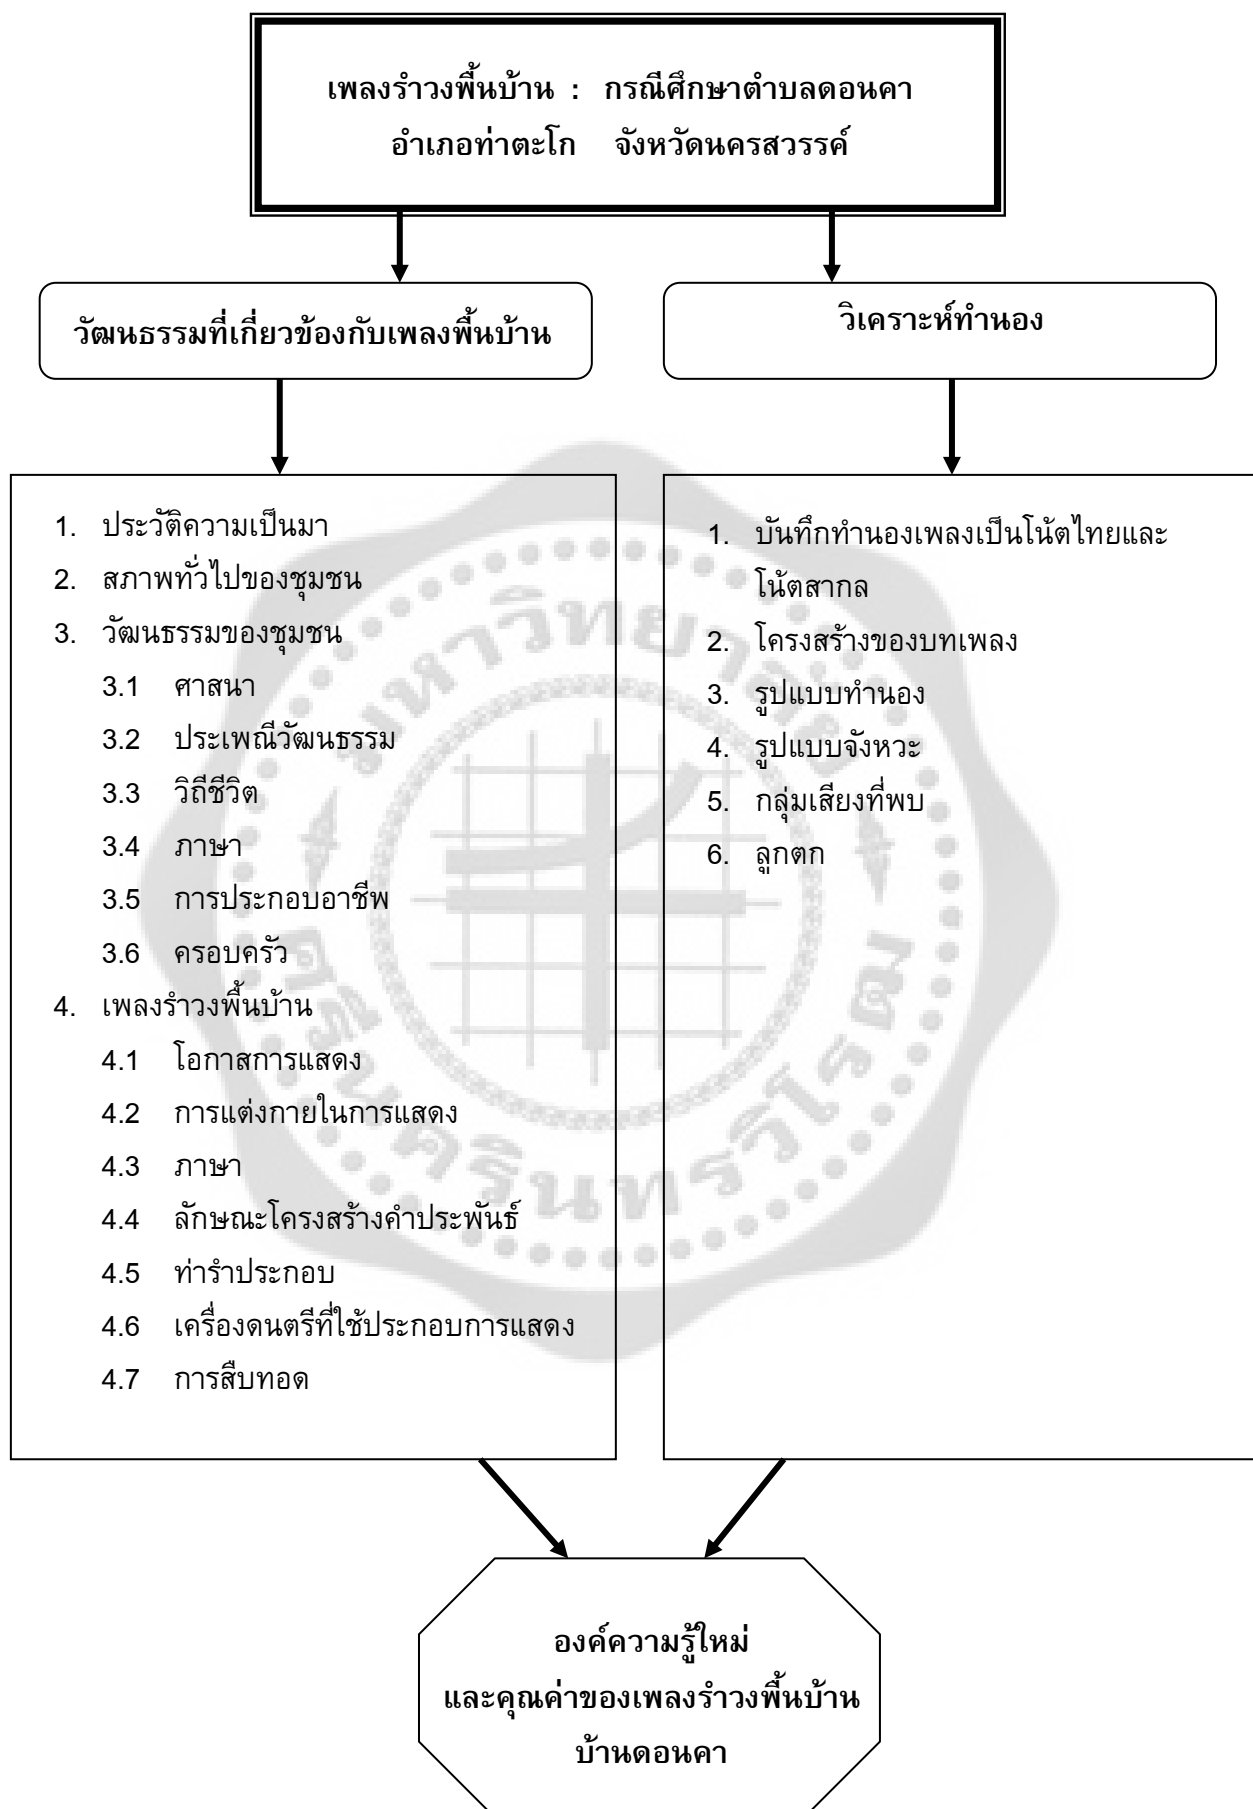 เพลงรำวงพื้นบ้าน : กรณีศึกษาตำบลดอนคา
อำเภอท่าตะโก จังหวัดนครสวรรค์
วัฒนธรรมที่เกี่ยวข้องกับเพลงพื้นบ้าน
วิเคราะห์ทำนอง
1. ประวัติความเป็นมา
2. สภาพทั่วไปของชุมชน
3. วัฒนธรรมของชุมชน
3.1 ศาสนา
3.2 ประเพณีวัฒนธรรม
3.3 วิถีชีวิต
3.4 ภาษา
3.5 การประกอบอาชีพ
3.6 ครอบครัว
4. เพลงรำวงพื้นบ้าน
4.1 โอกาสการแสดง
4.2 การแต่งกายในการแสดง
4.3 ภาษา
4.4 ลักษณะโครงสร้างคำประพันธ์
4.5 ท่ารำประกอบ
4.6 เครื่องดนตรีที่ใช้ประกอบการแสดง
4.7 การสืบทอด
1. บันทึกทำนองเพลงเป็นโน้ตไทยและ
โน้ตสากล
2. โครงสร้างของบทเพลง
3. รูปแบบทำนอง
4. รูปแบบจังหวะ
5. กลุ่มเสียงที่พบ
6. ลูกตก
มหาวิทยาลัย
ศรีนครินทรวิโรฒ
องค์ความรู้ใหม่
และคุณค่าของเพลงรำวงพื้นบ้าน
บ้านดอนคา